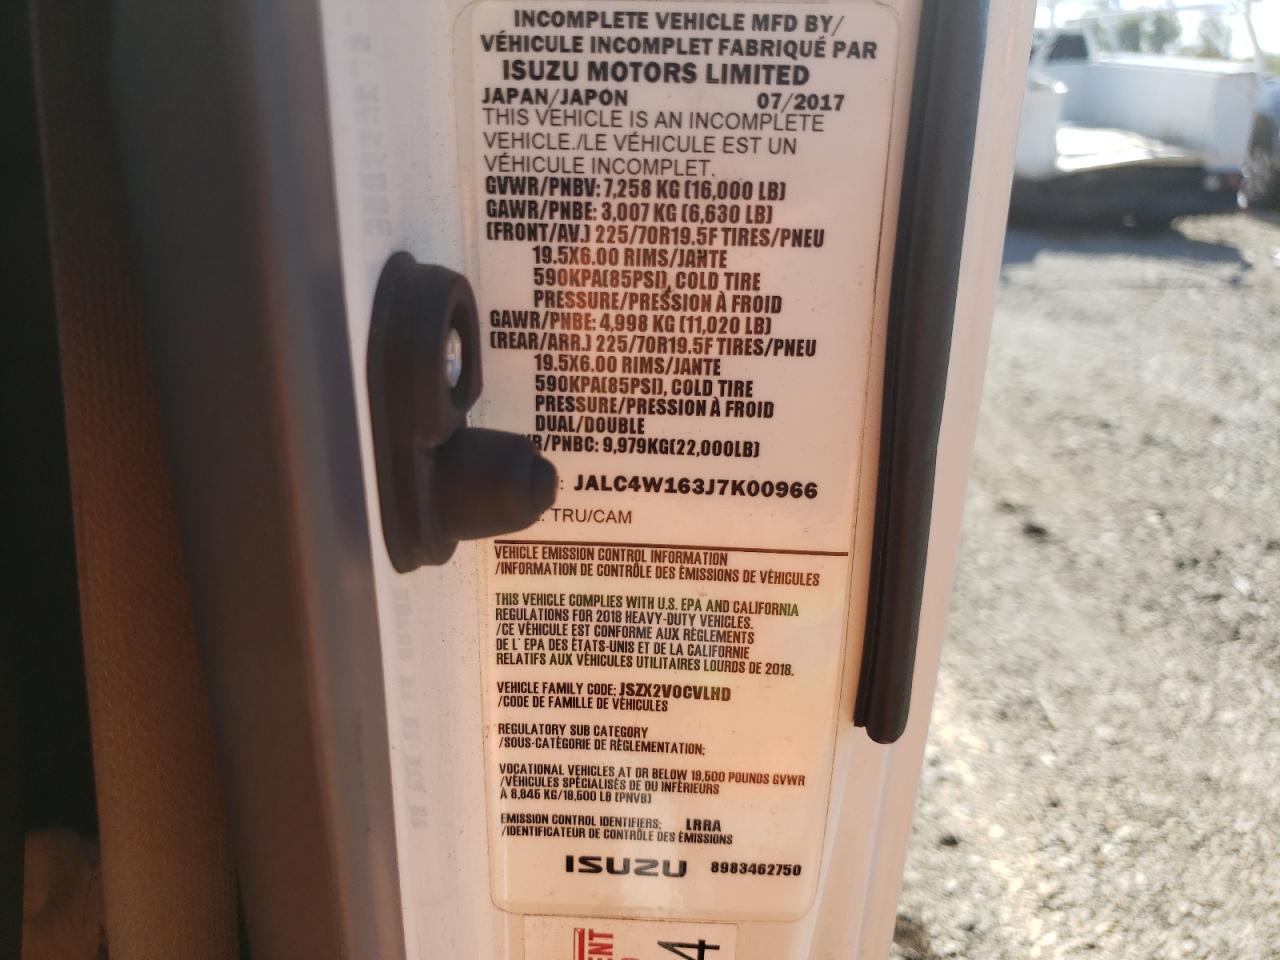 INCOMPLETE VEHICLE MFD BY/
VÉHICULE INCOMPLET FABRIQUÉ PAR
ISUZU MOTORS LIMITED
JAPAN/JAPON 07/2017
THIS VEHICLE IS AN INCOMPLETE
VEHICLE./LE VÉHICULE EST UN
VÉHICULE INCOMPLET.
GVWR/PNBV: 7,258 KG (16,000 LB)
GAWR/PNBE: 3,007 KG (6,630 LB)
(FRONT/AV.) 225/70R19.5F TIRES/PNEU
19.5X6.00 RIMS/JANTE
590KPA(85PSI), COLD TIRE
PRESSURE/PRESSION À FROID
GAWR/PNBE: 4,998 KG (11,020 LB)
(REAR/ARR.) 225/70R19.5F TIRES/PNEU
19.5X6.00 RIMS/JANTE
590KPA(85PSI), COLD TIRE
PRESSURE/PRESSION À FROID
DUAL/DOUBLE
R/PNBC: 9,979KG(22,000LB)
: JALC4W163J7K00966
: TRU/CAM
VEHICLE EMISSION CONTROL INFORMATION
/INFORMATION DE CONTRÔLE DES ÉMISSIONS DE VÉHICULES
THIS VEHICLE COMPLIES WITH U.S. EPA AND CALIFORNIA
REGULATIONS FOR 2018 HEAVY-DUTY VEHICLES.
/CE VÉHICULE EST CONFORME AUX RÈGLEMENTS
DE L' EPA DES ÉTATS-UNIS ET DE LA CALIFORNIE
RELATIFS AUX VÉHICULES UTILITAIRES LOURDS DE 2018.
VEHICLE FAMILY CODE: JSZX2VOCVLHD
/CODE DE FAMILLE DE VÉHICULES
REGULATORY SUB CATEGORY
/SOUS-CATÉGORIE DE RÉGLEMENTATION:
VOCATIONAL VEHICLES AT OR BELOW 19,500 POUNDS GVWR
/VÉHICULES SPÉCIALISÉS DE OU INFÉRIEURS
À 8,845 KG/19,500 LB (PNVB)
EMISSION CONTROL IDENTIFIERS: LRRA
/IDENTIFICATEUR DE CONTRÔLE DES ÉMISSIONS
ISUZU 8983462750
4